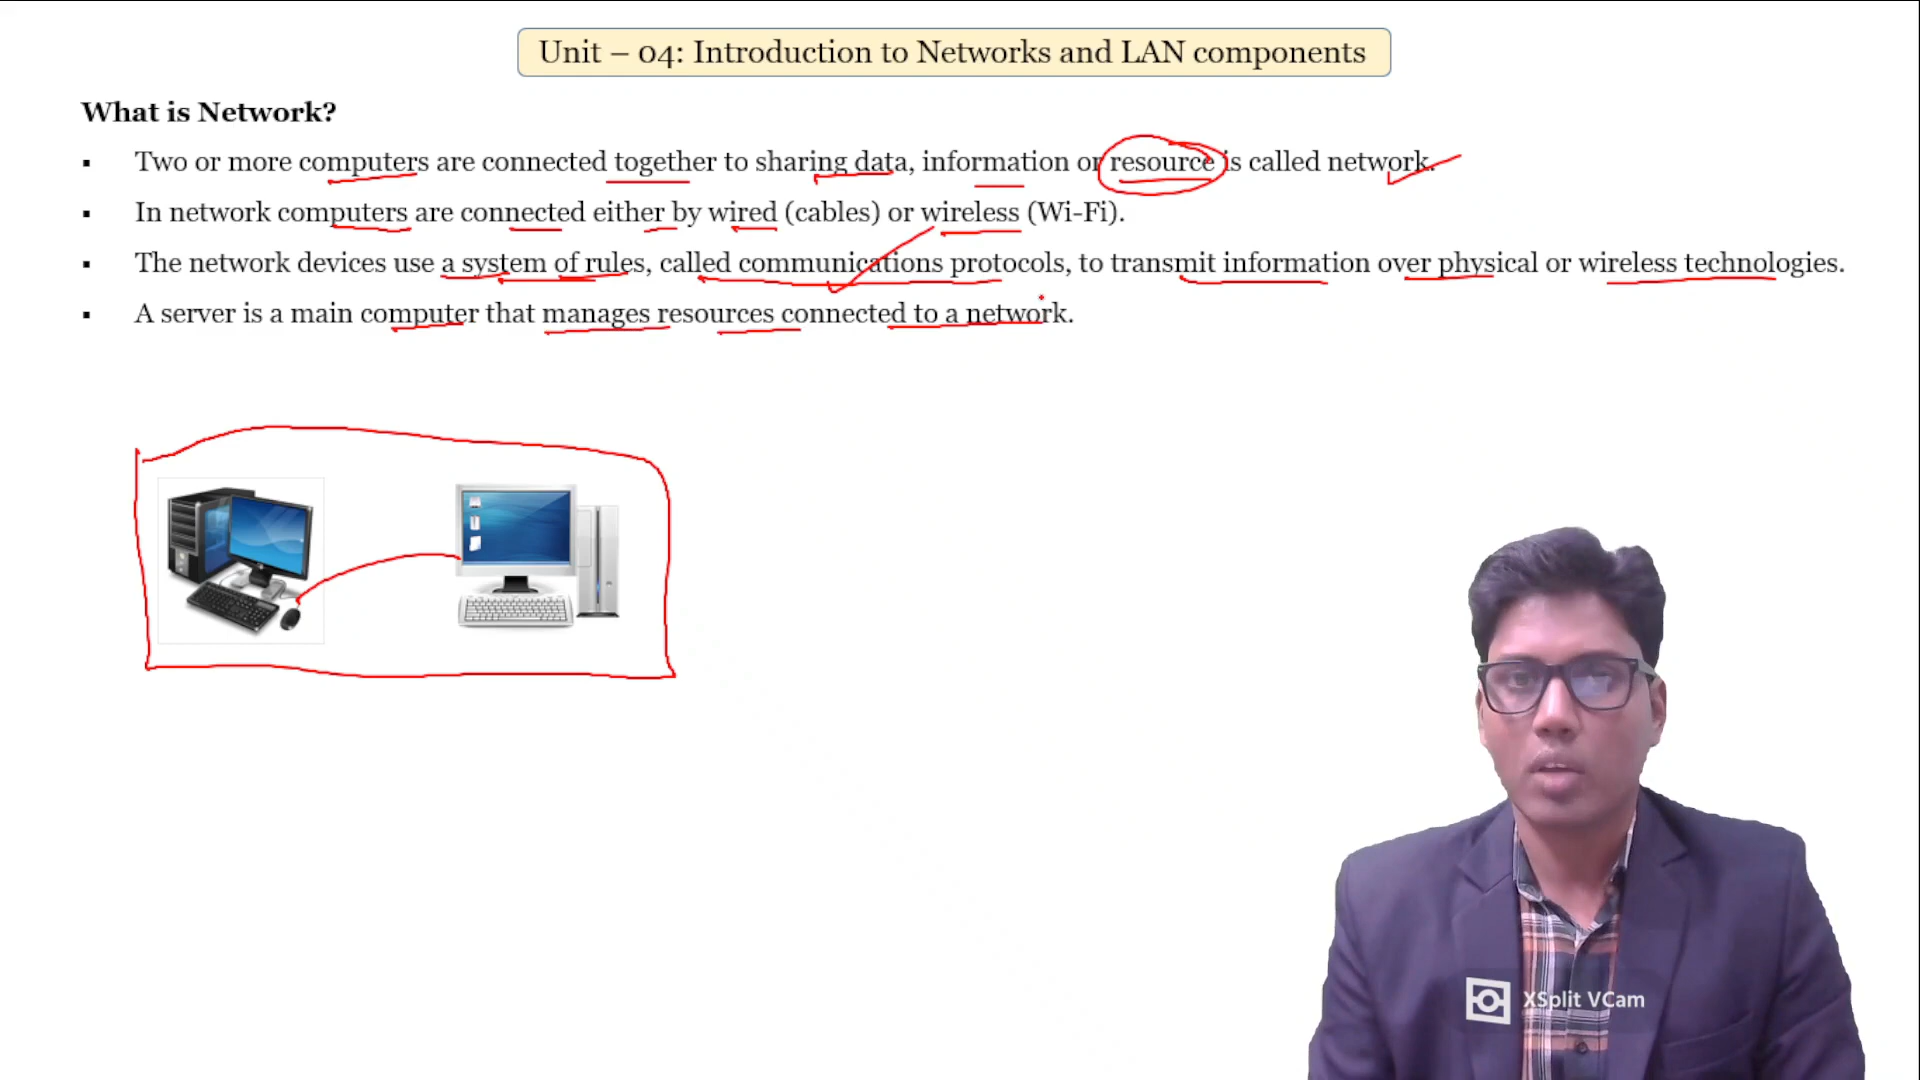 Unit – 04: Introduction to Networks and LAN components
What is Network?
▪ Two or more computers are connected together to sharing data, information or resource is called network.
▪ In network computers are connected either by wired (cables) or wireless (Wi-Fi).
▪ The network devices use a system of rules, called communications protocols, to transmit information over physical or wireless technologies.
▪ A server is a main computer that manages resources connected to a network.
XSplit VCam